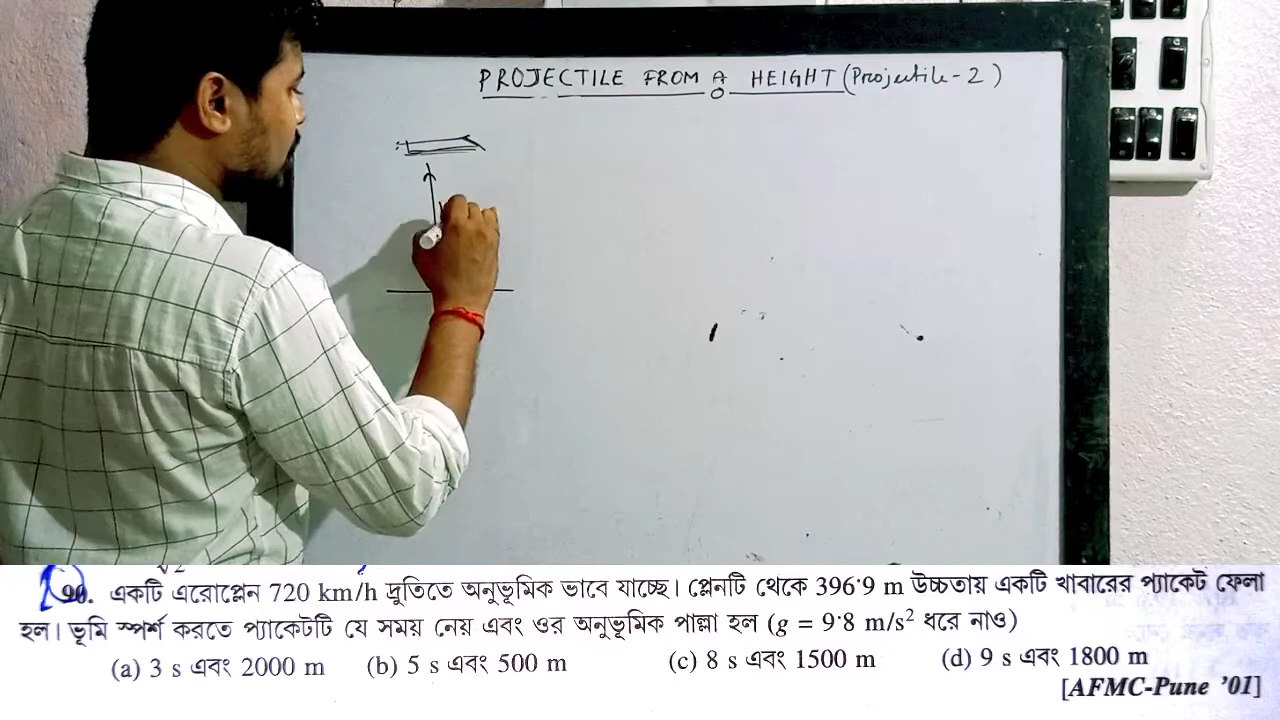 PROJECTILE FROM A HEIGHT (Projectile-2)
90. একটি এরোপ্লেন 720 km/h দ্রুতিতে অনুভূমিক ভাবে যাচ্ছে। প্লেনটি থেকে 396·9 m উচ্চতায় একটি খাবারের প্যাকেট ফেলা
হল। ভূমি স্পর্শ করতে প্যাকেটটি যে সময় নেয় এবং ওর অনুভূমিক পাল্লা হল (g = 9·8 m/s² ধরে নাও)
(a) 3 s এবং 2000 m (b) 5 s এবং 500 m (c) 8 s এবং 1500 m (d) 9 s এবং 1800 m
[AFMC-Pune ’01]